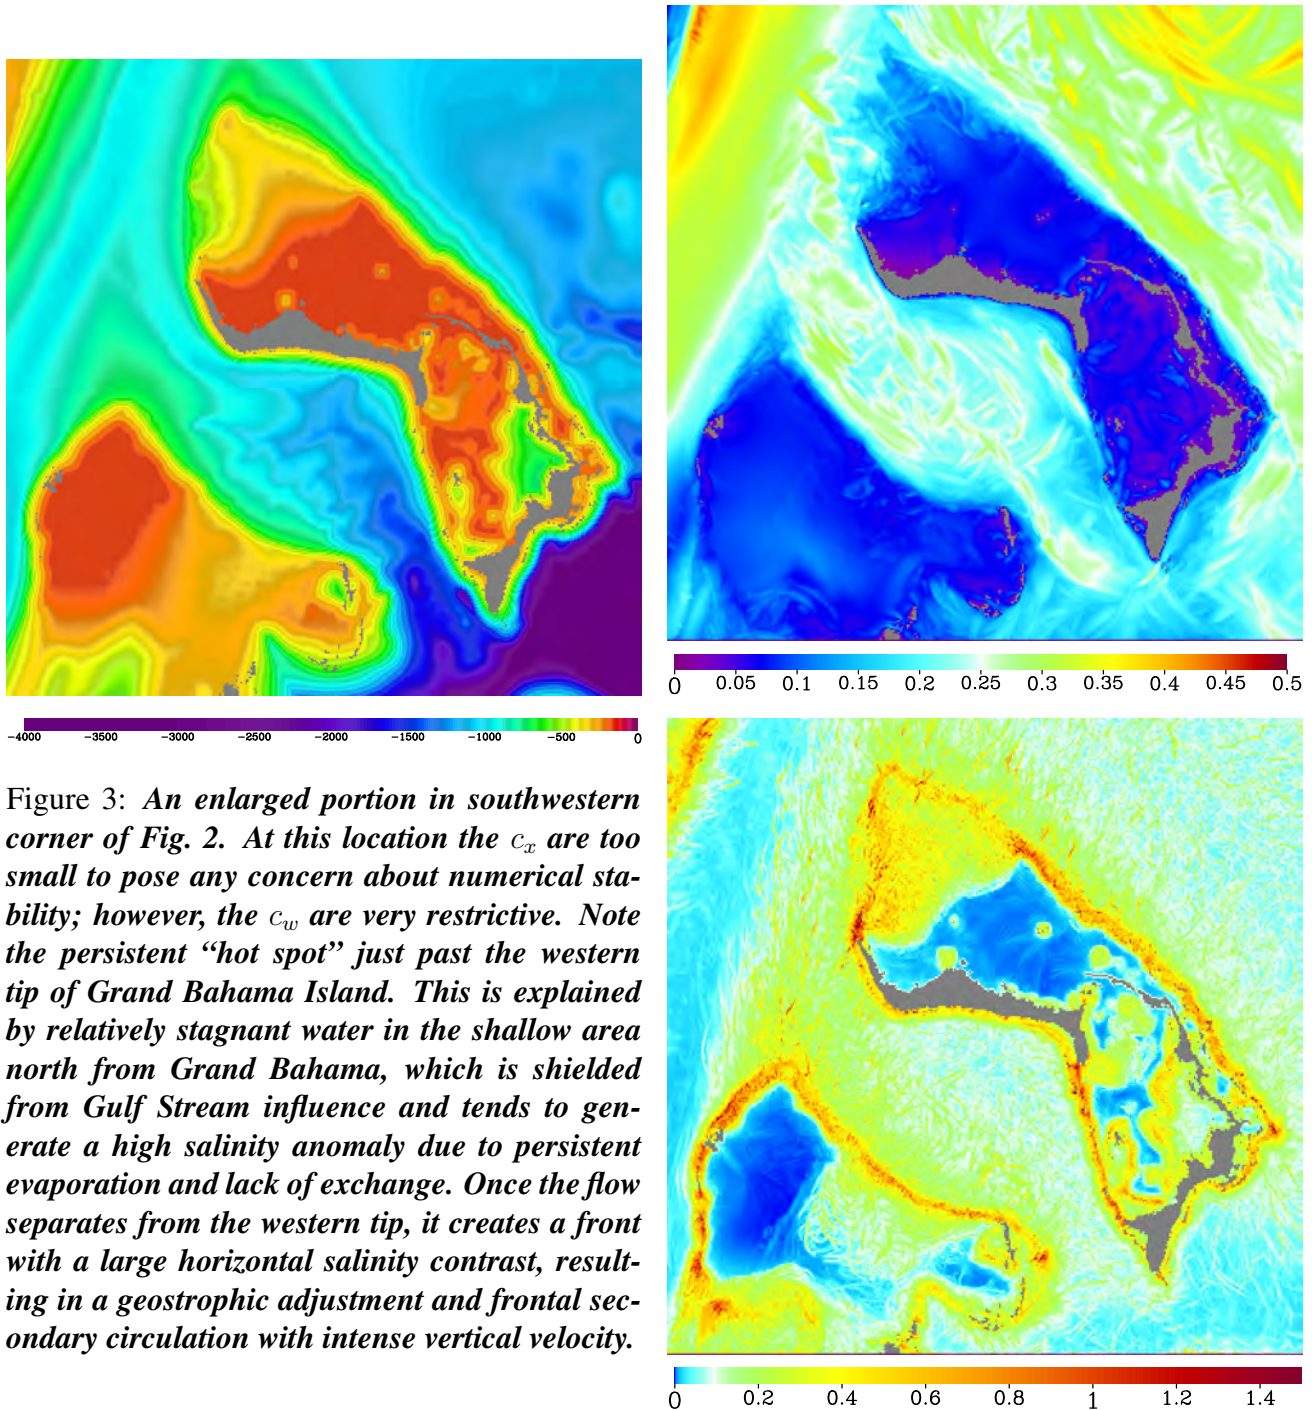 0 0.05 0.1 0.15 0.2 0.25 0.3 0.35 0.4 0.45 0.5
-4000 -3500 -3000 -2500 -2000 -1500 -1000 -500 0
Figure 3: An enlarged portion in southwestern
corner of Fig. 2. At this location the c_x are too
small to pose any concern about numerical sta-
bility; however, the c_w are very restrictive. Note
the persistent “hot spot” just past the western
tip of Grand Bahama Island. This is explained
by relatively stagnant water in the shallow area
north from Grand Bahama, which is shielded
from Gulf Stream influence and tends to gen-
erate a high salinity anomaly due to persistent
evaporation and lack of exchange. Once the flow
separates from the western tip, it creates a front
with a large horizontal salinity contrast, result-
ing in a geostrophic adjustment and frontal sec-
ondary circulation with intense vertical velocity.
0 0.2 0.4 0.6 0.8 1 1.2 1.4